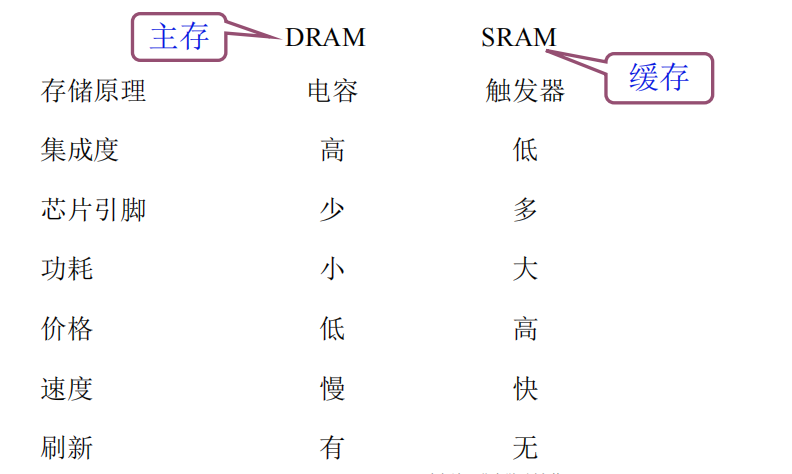 主存 DRAM SRAM
缓存
存储原理 电容 触发器
集成度 高 低
芯片引脚 少 多
功耗 小 大
价格 低 高
速度 慢 快
刷新 有 无